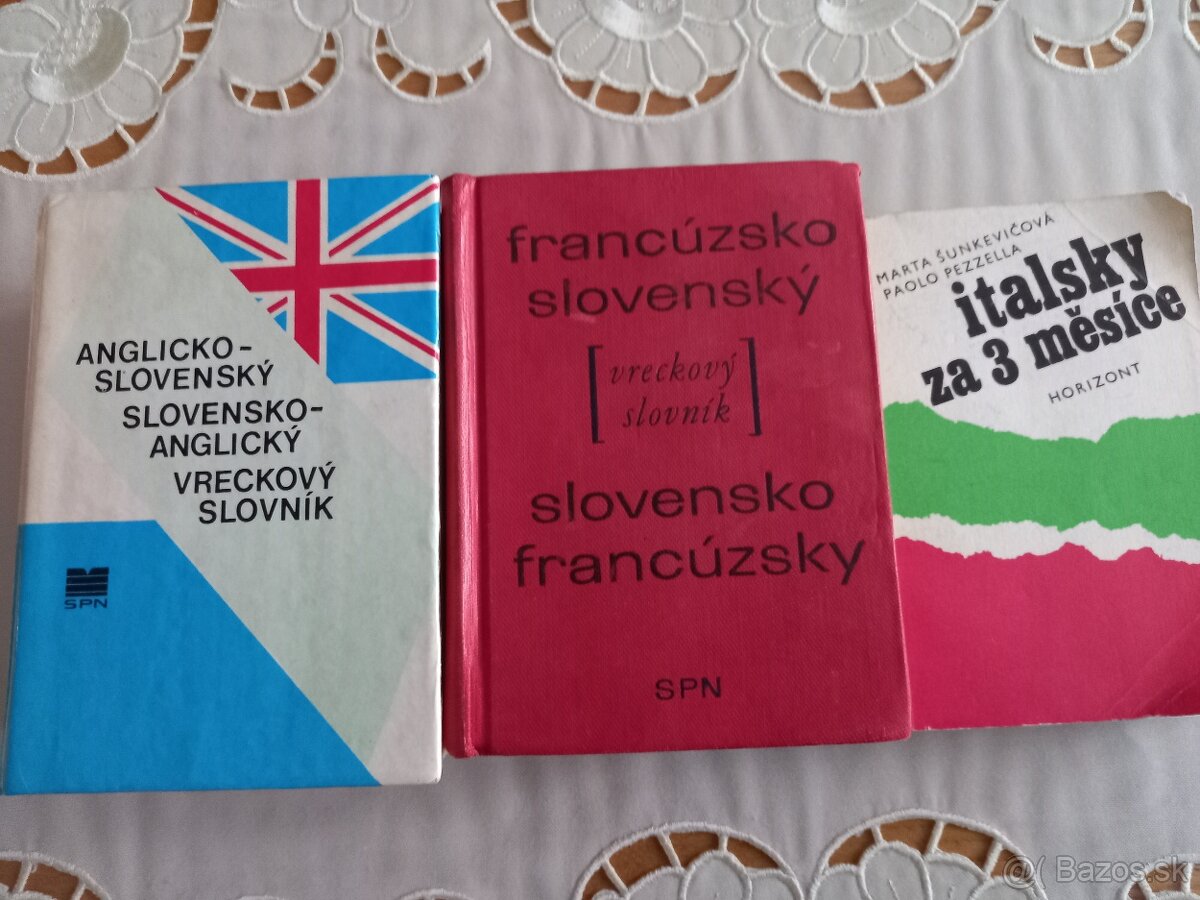 ANGLICKO-
SLOVENSKÝ
SLOVENSKO-
ANGLICKÝ
VRECKOVÝ
SLOVNÍK
SPN
francúzsko
slovenský
[vreckový
slovník]
slovensko
francúzsky
SPN
MARTA ŠUNKEVIČOVÁ
PAOLO PEZZELLA
italsky
za 3 měsíce
HORIZONT
@( Bazos.sk